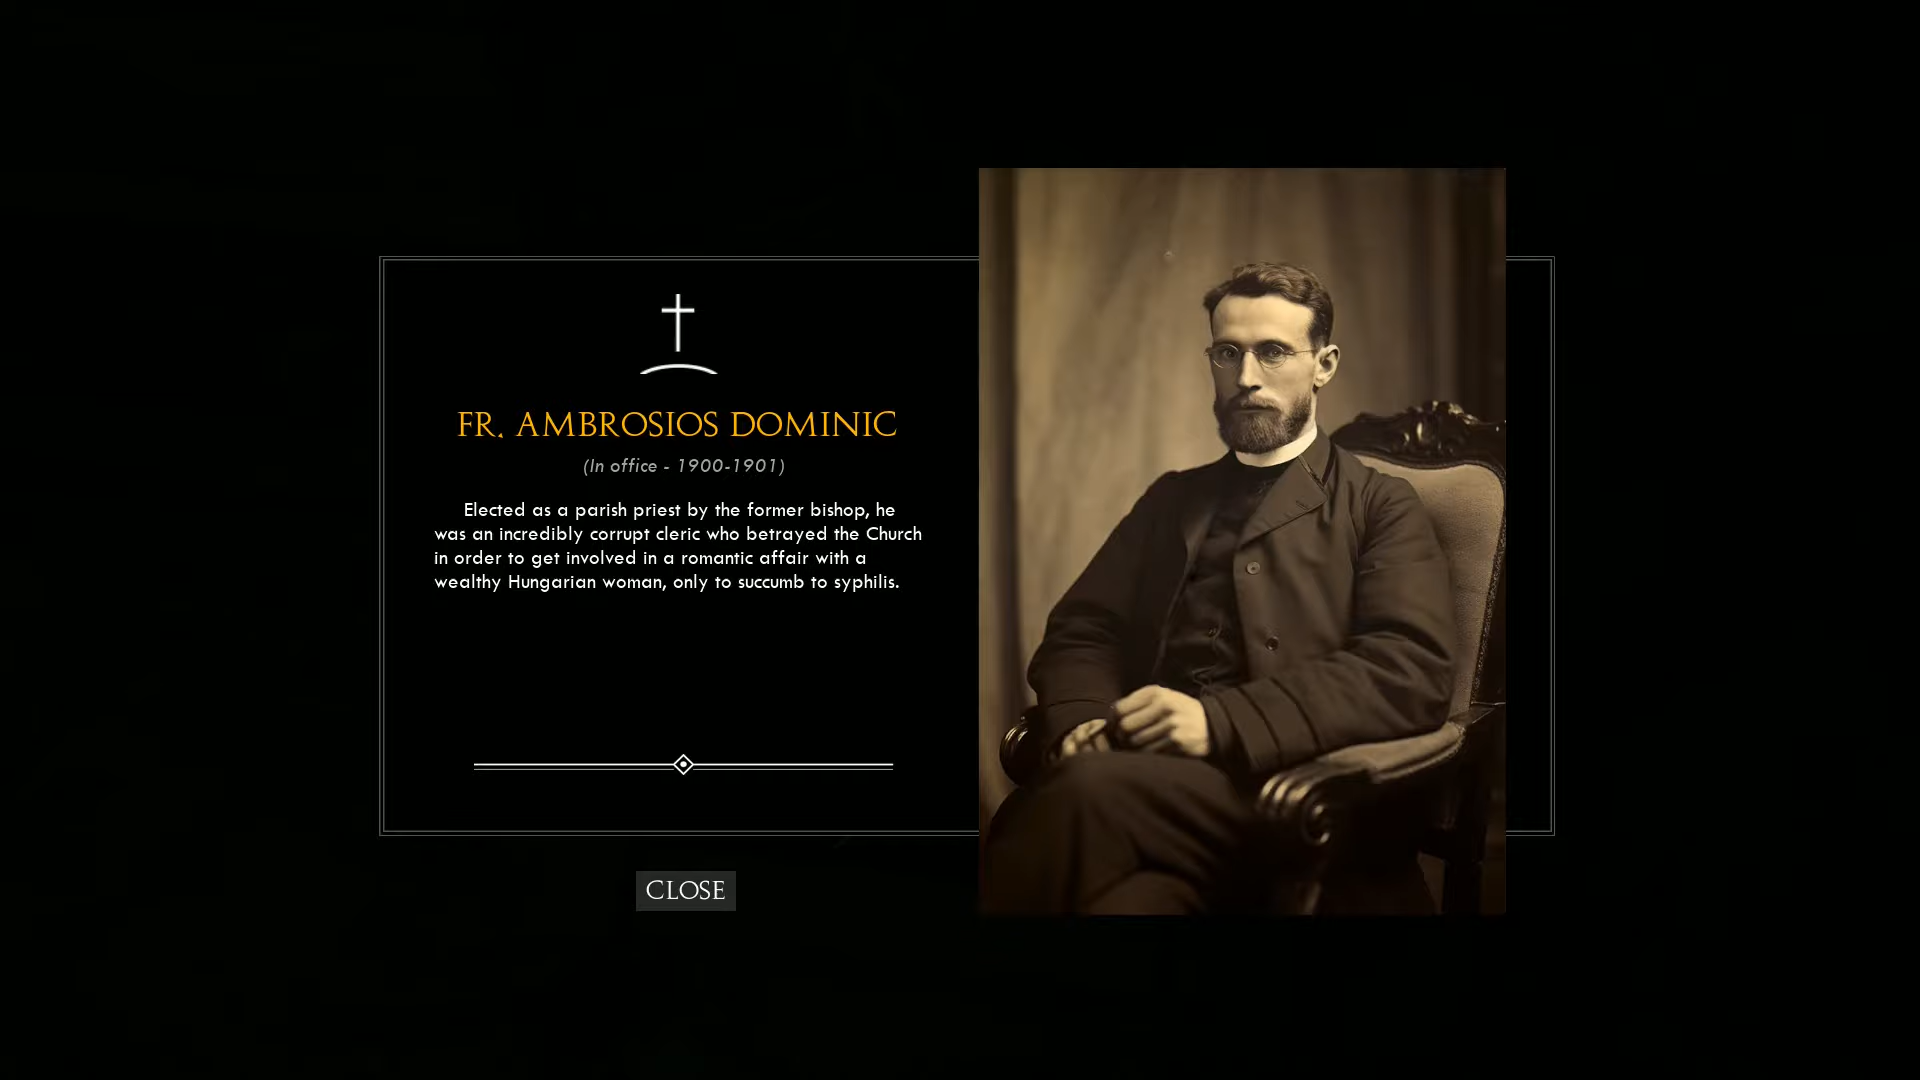 FR. AMBROSIOS DOMINIC
(In office - 1900-1901)
Elected as a parish priest by the former bishop, he
was an incredibly corrupt cleric who betrayed the Church
in order to get involved in a romantic affair with a
wealthy Hungarian woman, only to succumb to syphilis.
CLOSE